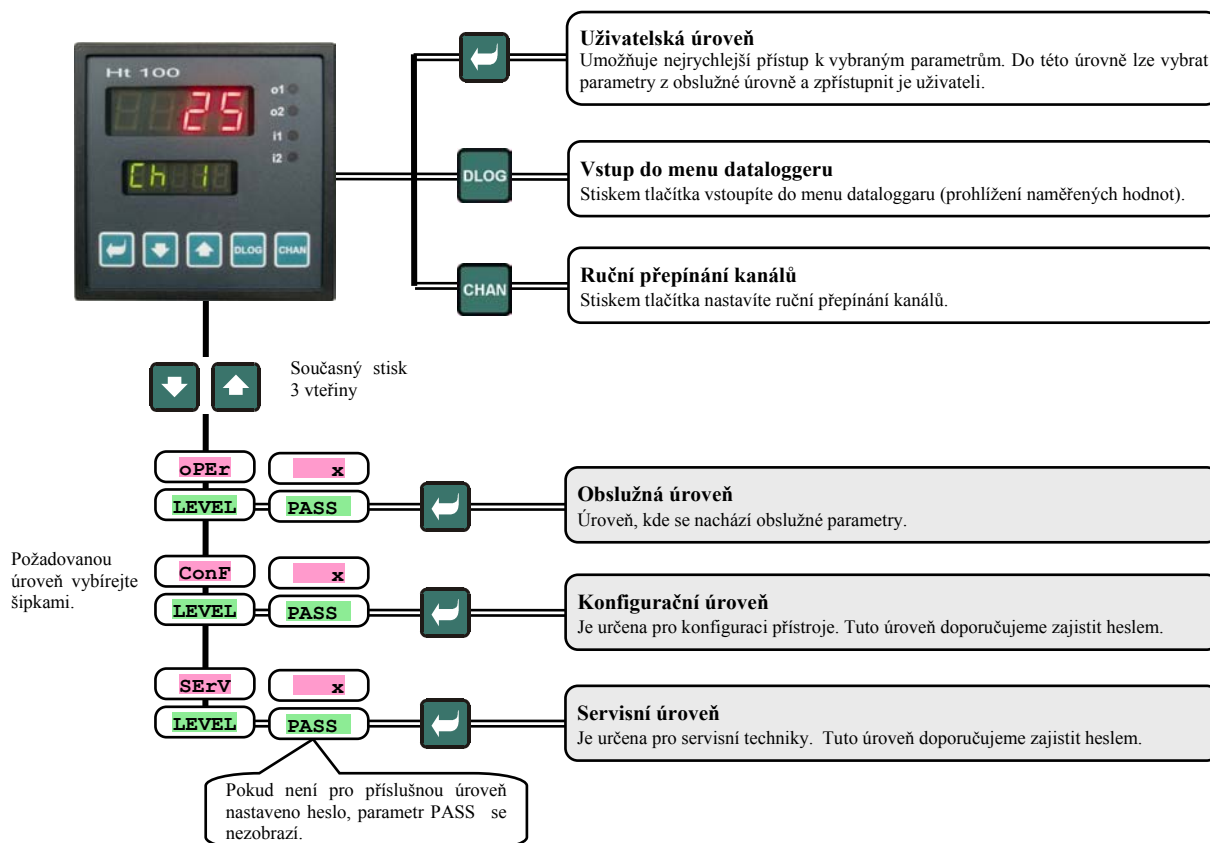 Ht 100
o1
o2
i1
i2
25
Ch 1
DLOG
CHAN
Uživatelská úroveň
Umožňuje nejrychlejší přístup k vybraným parametrům. Do této úrovně lze vybrat
parametry z obslužné úrovně a zpřístupnit je uživateli.
DLOG
Vstup do menu dataloggeru
Stiskem tlačítka vstoupíte do menu dataloggaru (prohlížení naměřených hodnot).
CHAN
Ruční přepínání kanálů
Stiskem tlačítka nastavíte ruční přepínání kanálů.
Současný stisk
3 vteřiny
Požadovanou
úroveň vybírejte
šipkami.
oPEr x
LEVEL PASS
Obslužná úroveň
Úroveň, kde se nachází obslužné parametry.
ConF x
LEVEL PASS
Konfigurační úroveň
Je určena pro konfiguraci přístroje. Tuto úroveň doporučujeme zajistit heslem.
SErV x
LEVEL PASS
Servisní úroveň
Je určena pro servisní techniky. Tuto úroveň doporučujeme zajistit heslem.
Pokud není pro příslušnou úroveň
nastaveno heslo, parametr PASS se
nezobrazí.